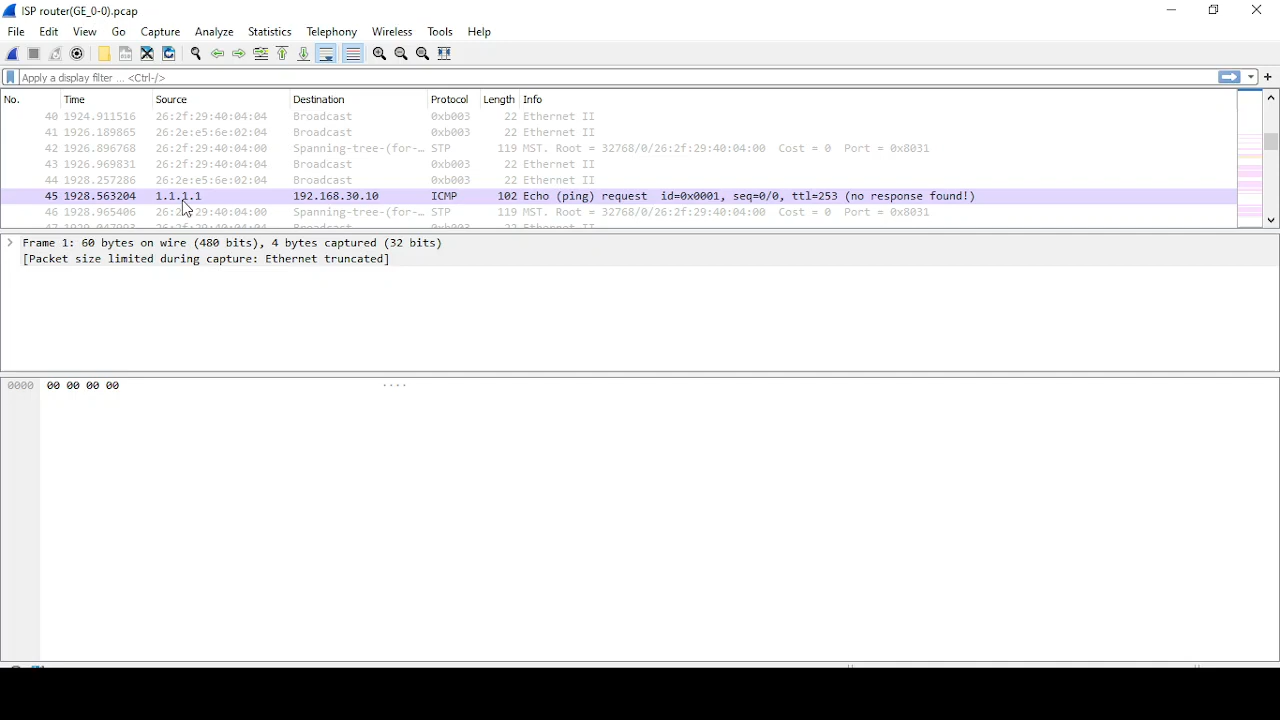 ISP router(GE_0-0).pcap
File Edit View Go Capture Analyze Statistics Telephony Wireless Tools Help
Apply a display filter ... <Ctrl-/>
No. Time Source Destination Protocol Length Info
40 1924.911516 26:2f:29:40:04:04 Broadcast 0xb003 22 Ethernet II
41 1926.189865 26:2e:e5:6e:02:04 Broadcast 0xb003 22 Ethernet II
42 1926.896768 26:2f:29:40:04:00 Spanning-tree-(for-… STP 119 MST. Root = 32768/0/26:2f:29:40:04:00 Cost = 0 Port = 0x8031
43 1926.969831 26:2f:29:40:04:04 Broadcast 0xb003 22 Ethernet II
44 1928.257286 26:2e:e5:6e:02:04 Broadcast 0xb003 22 Ethernet II
45 1928.563204 1.1.1.1 192.168.30.10 ICMP 102 Echo (ping) request id=0x0001, seq=0/0, ttl=253 (no response found!)
46 1928.965406 26:2f:29:40:04:00 Spanning-tree-(for-… STP 119 MST. Root = 32768/0/26:2f:29:40:04:00 Cost = 0 Port = 0x8031
Frame 1: 60 bytes on wire (480 bits), 4 bytes captured (32 bits)
[Packet size limited during capture: Ethernet truncated]
0000 00 00 00 00 ····